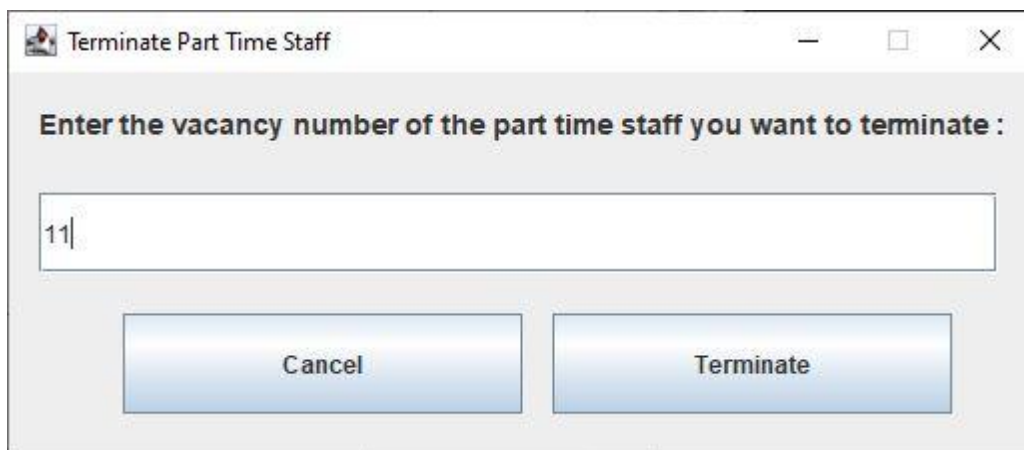 Terminate Part Time Staff
Enter the vacancy number of the part time staff you want to terminate :
11
Cancel
Terminate